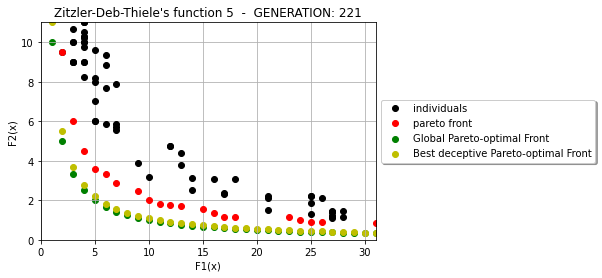 Zitzler-Deb-Thiele's function 5 - GENERATION: 221
10
8
6
4
2
0
F2(x)
0 5 10 15 20 25 30
F1(x)
individuals
pareto front
Global Pareto-optimal Front
Best deceptive Pareto-optimal Front